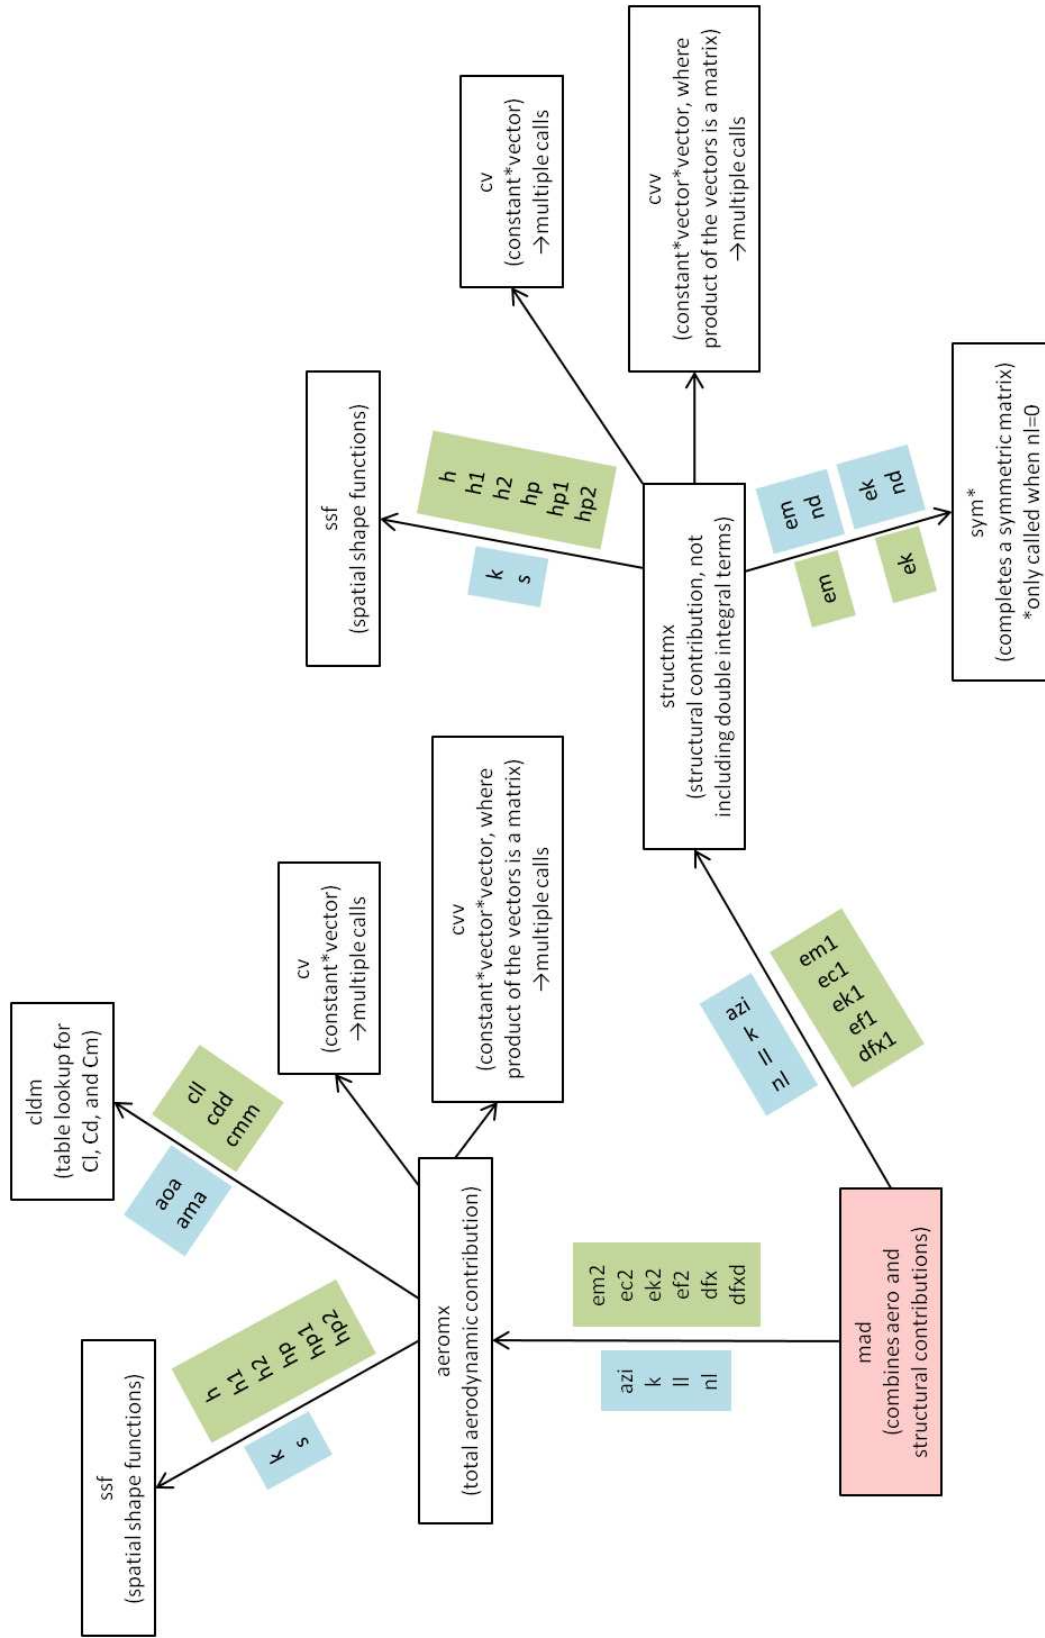 mad
(combines aero and
structural contributions)
azi
k
ll
nl
em2
ec2
ek2
ef2
dfx
dfxd
aeromx
(total aerodynamic contribution)
k
s
h
h1
h2
hp
hp1
hp2
ssf
(spatial shape functions)
aoa
ama
cll
cdd
cmm
cldm
(table lookup for
Cl, Cd, and Cm)
cv
(constant*vector)
→multiple calls
cvv
(constant*vector*vector, where
product of the vectors is a matrix)
→multiple calls
azi
k
ll
nl
em1
ec1
ek1
ef1
dfx1
structmx
(structural contribution, not
including double integral terms)
k
s
h
h1
h2
hp
hp1
hp2
ssf
(spatial shape functions)
cv
(constant*vector)
→multiple calls
cvv
(constant*vector*vector, where
product of the vectors is a matrix)
→multiple calls
em
nd
ek
nd
em
ek
sym*
(completes a symmetric matrix)
*only called when nl=0